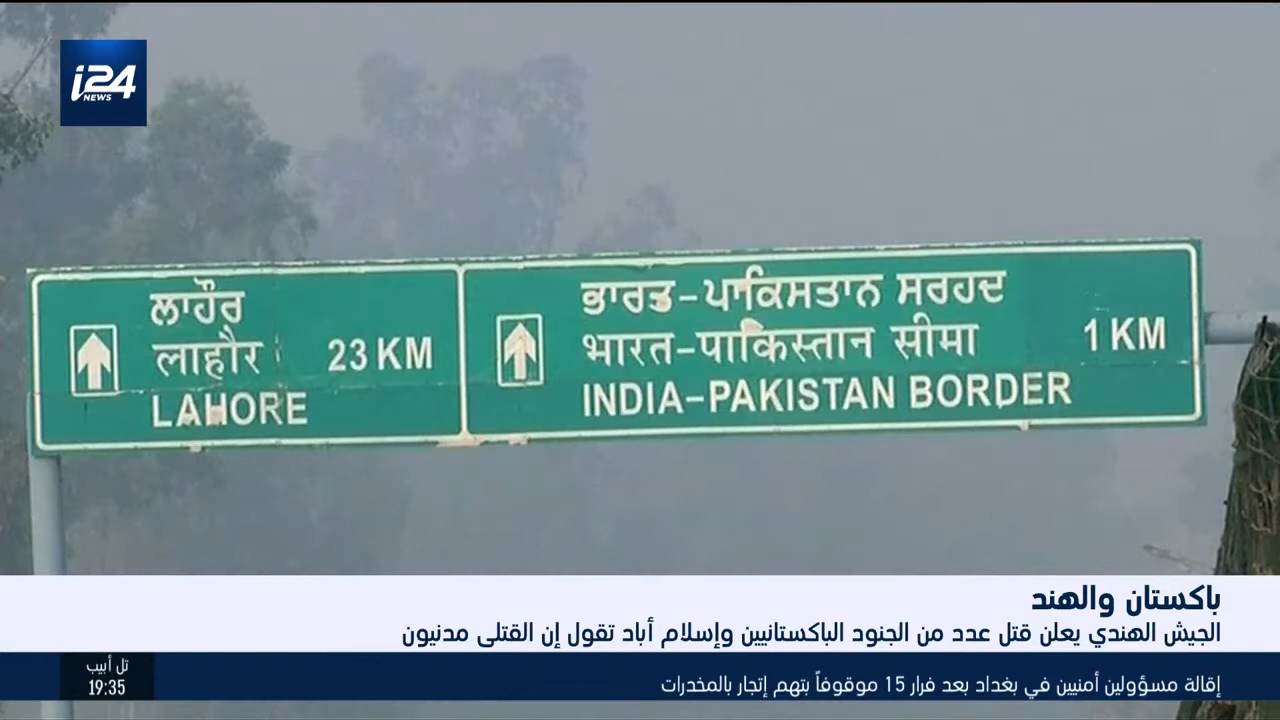 i24
NEWS
ਲਾਹੌਰ
लाहौर
LAHORE
23 KM
ਭਾਰਤ-ਪਾਕਿਸਤਾਨ ਸਰਹਦ
भारत-पाकिस्तान सीमा
INDIA-PAKISTAN BORDER
1 KM
باكستان والهند
الجيش الهندي يعلن قتل عدد من الجنود الباكستانيين وإسلام أباد تقول إن القتلى مدنيون
تل أبيب
19:35
إقالة مسؤولين أمنيين في بغداد بعد فرار 15 موقوفاً بتهم إتجار بالمخدرات